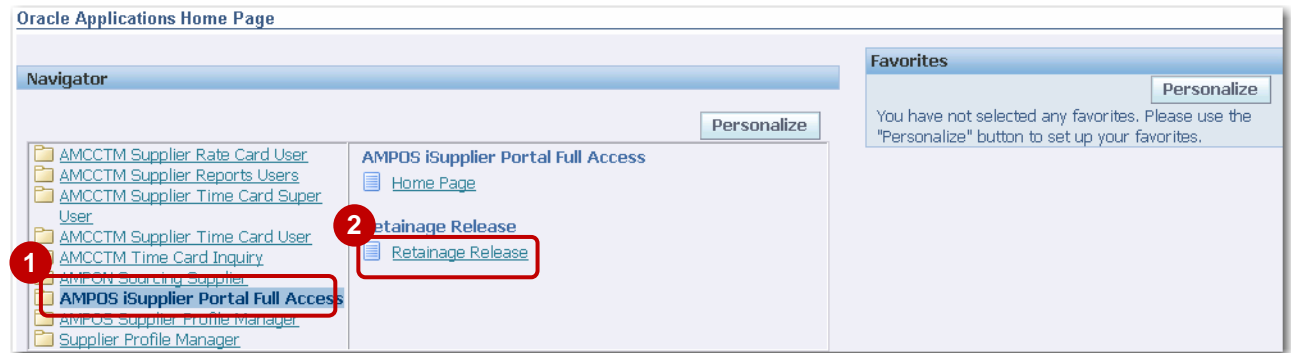 Oracle Applications Home Page
Navigator
Personalize
AMCCTM Supplier Rate Card User
AMCCTM Supplier Reports Users
AMCCTM Supplier Time Card Super
User
AMCCTM Supplier Time Card User
AMCCTM Time Card Inquiry
AMPON Sourcing Supplier
AMPOS iSupplier Portal Full Access
AMPOS Supplier Profile Manager
Supplier Profile Manager
1
AMPOS iSupplier Portal Full Access
Home Page
2
etainage Release
Retainage Release
Favorites
Personalize
You have not selected any favorites. Please use the
"Personalize" button to set up your favorites.